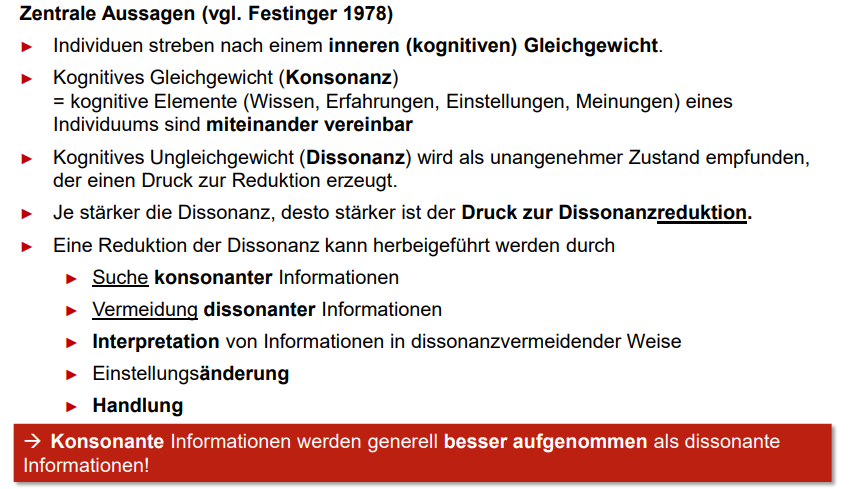 Zentrale Aussagen (vgl. Festinger 1978)
► Individuen streben nach einem inneren (kognitiven) Gleichgewicht.
► Kognitives Gleichgewicht (Konsonanz)
= kognitive Elemente (Wissen, Erfahrungen, Einstellungen, Meinungen) eines
Individuums sind miteinander vereinbar
► Kognitives Ungleichgewicht (Dissonanz) wird als unangenehmer Zustand empfunden,
der einen Druck zur Reduktion erzeugt.
► Je stärker die Dissonanz, desto stärker ist der Druck zur Dissonanzreduktion.
► Eine Reduktion der Dissonanz kann herbeigeführt werden durch
► Suche konsonanter Informationen
► Vermeidung dissonanter Informationen
► Interpretation von Informationen in dissonanzvermeidender Weise
► Einstellungsänderung
► Handlung
→ Konsonante Informationen werden generell besser aufgenommen als dissonante
Informationen!